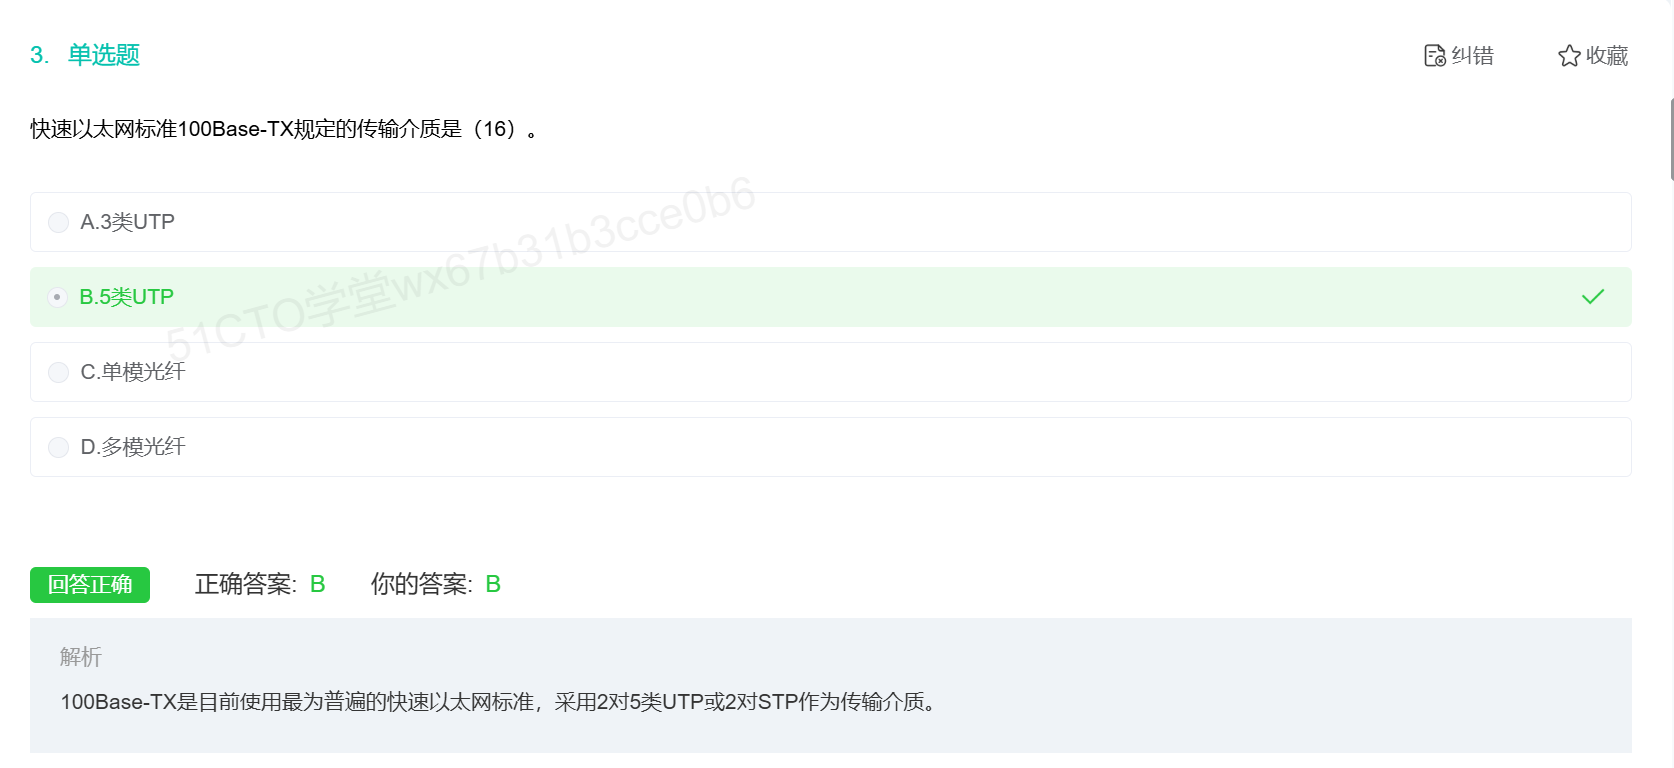 3. 单选题
纠错
收藏
快速以太网标准100Base-TX规定的传输介质是（16）。
A.3类UTP
B.5类UTP
C.单模光纤
D.多模光纤
51CTO学堂wx67b31b3cce0b6
回答正确
正确答案: B
你的答案: B
解析
100Base-TX是目前使用最为普遍的快速以太网标准，采用2对5类UTP或2对STP作为传输介质。